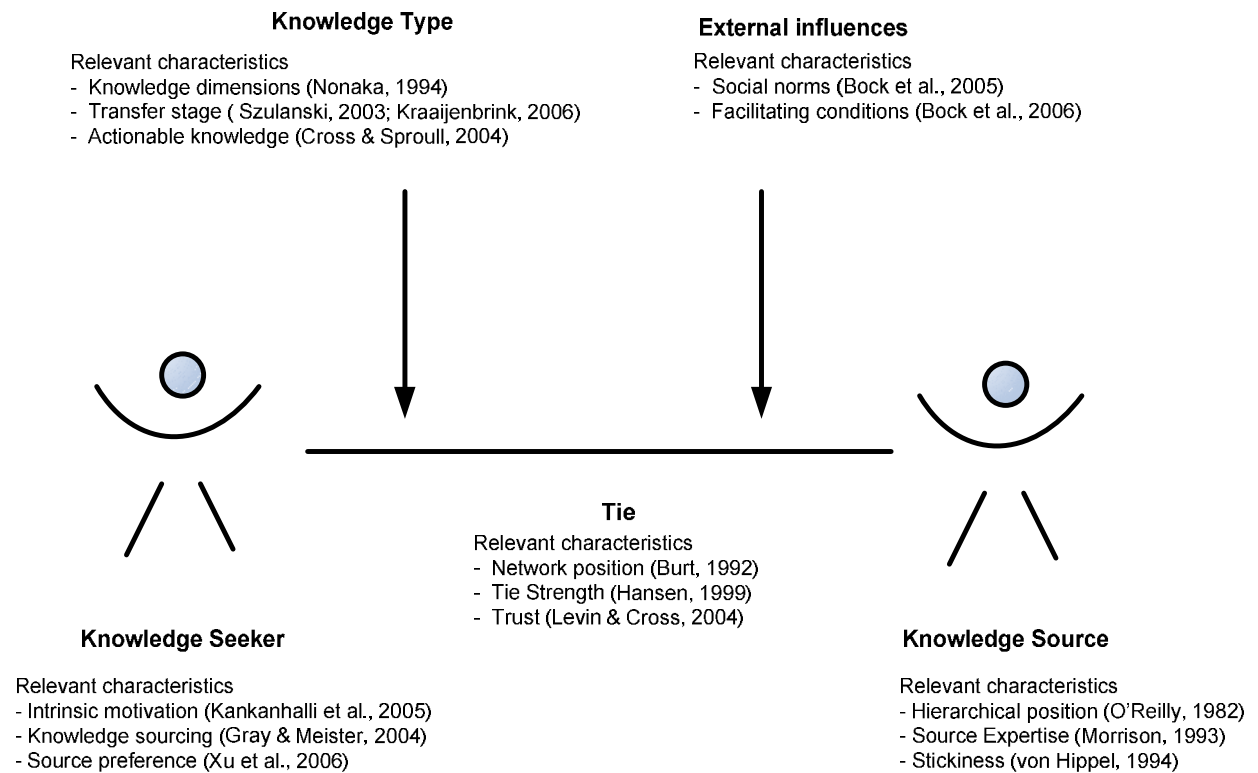 Knowledge Type
Relevant characteristics
- Knowledge dimensions (Nonaka, 1994)
- Transfer stage ( Szulanski, 2003; Kraaijenbrink, 2006)
- Actionable knowledge (Cross & Sproull, 2004)
External influences
Relevant characteristics
- Social norms (Bock et al., 2005)
- Facilitating conditions (Bock et al., 2006)
Tie
Relevant characteristics
- Network position (Burt, 1992)
- Tie Strength (Hansen, 1999)
- Trust (Levin & Cross, 2004)
Knowledge Seeker
Relevant characteristics
- Intrinsic motivation (Kankanhalli et al., 2005)
- Knowledge sourcing (Gray & Meister, 2004)
- Source preference (Xu et al., 2006)
Knowledge Source
Relevant characteristics
- Hierarchical position (O'Reilly, 1982)
- Source Expertise (Morrison, 1993)
- Stickiness (von Hippel, 1994)